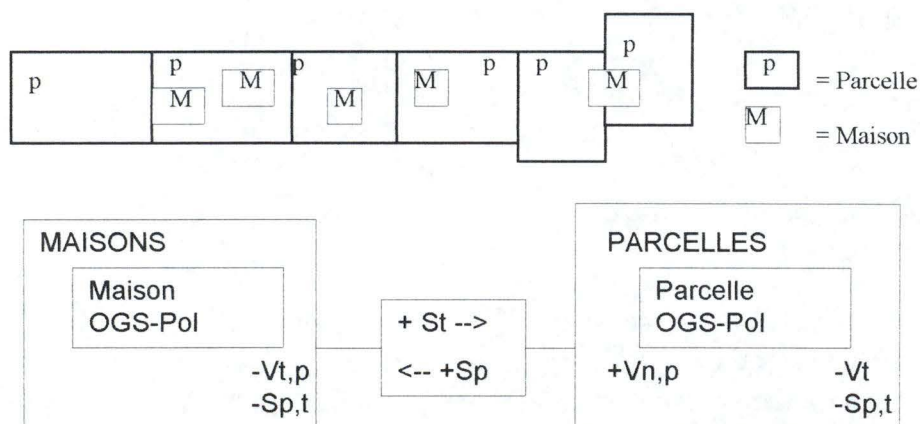 p
p
M
M
p
M
M
p
p
M
p
p = Parcelle
M = Maison
MAISONS
Maison
OGS-Pol
-Vt,p
-Sp,t
+ St -->
<-- +Sp
PARCELLES
Parcelle
OGS-Pol
+Vn,p
-Vt
-Sp,t